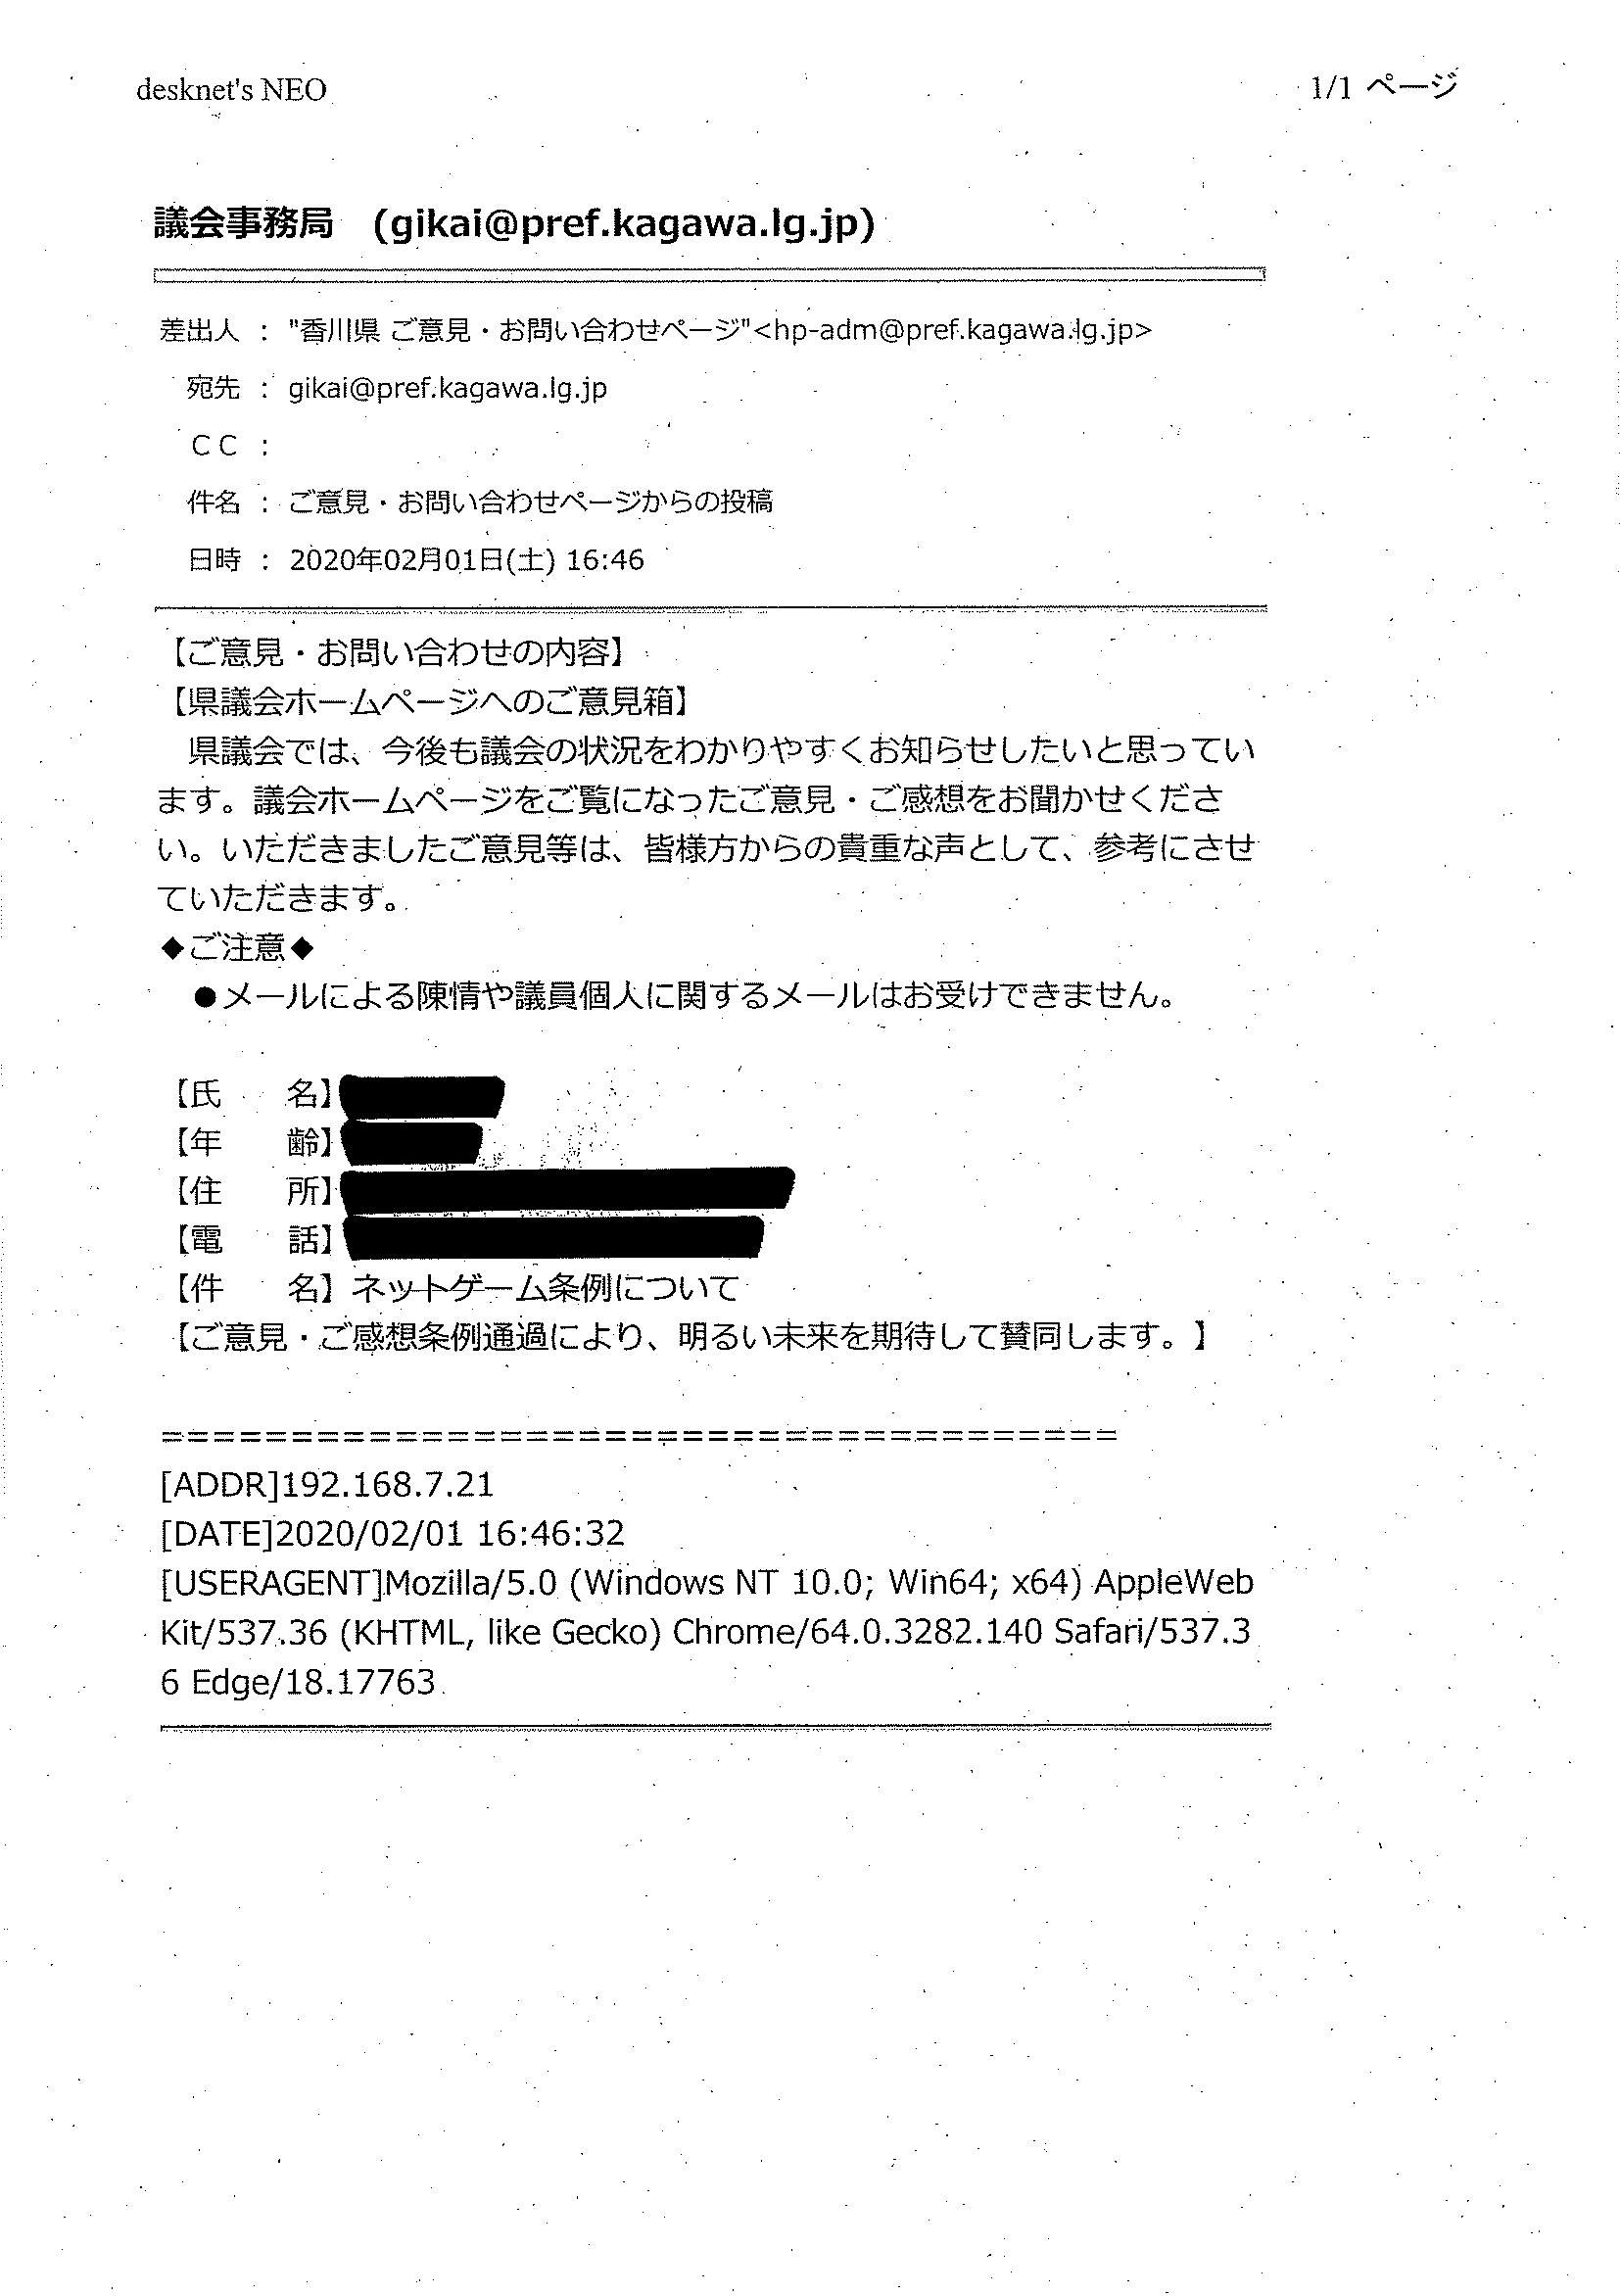 desknet's NEO
1/1 ページ
議会事務局 (gikai@pref.kagawa.lg.jp)
差出人 : "香川県 ご意見・お問い合わせページ"<hp-adm@pref.kagawa.lg.jp>
宛先 : gikai@pref.kagawa.lg.jp
CC :
件名 : ご意見・お問い合わせページからの投稿
日時 : 2020年02月01日(土) 16:46
【ご意見・お問い合わせの内容】
【県議会ホームページへのご意見箱】
県議会では、今後も議会の状況をわかりやすくお知らせしたいと思ってい
ます。議会ホームページをご覧になったご意見・ご感想をお聞かせくださ
い。いただきましたご意見等は、皆様方からの貴重な声として、参考にさせ
ていただきます。
◆ご注意◆
●メールによる陳情や議員個人に関するメールはお受けできません。
【氏　　名】
【年　　齢】
【住　　所】
【電　　話】
【件　　名】ネットゲーム条例について
【ご意見・ご感想条例通過により、明るい未来を期待して賛同します。】
=====================================
[ADDR]192.168.7.21
[DATE]2020/02/01 16:46:32
[USERAGENT]Mozilla/5.0 (Windows NT 10.0; Win64; x64) AppleWeb
Kit/537.36 (KHTML, like Gecko) Chrome/64.0.3282.140 Safari/537.3
6 Edge/18.17763